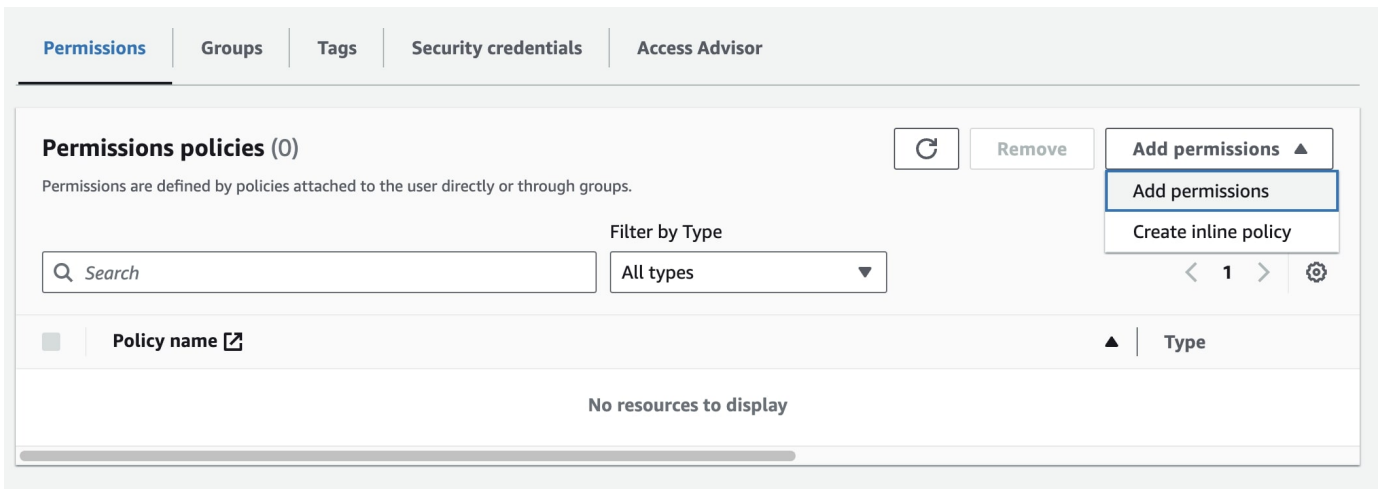 Permissions Groups Tags Security credentials Access Advisor
Permissions policies (0) Remove Add permissions
Permissions are defined by policies attached to the user directly or through groups.
Add permissions
Create inline policy
Filter by Type
Search All types 1
Policy name Type
No resources to display